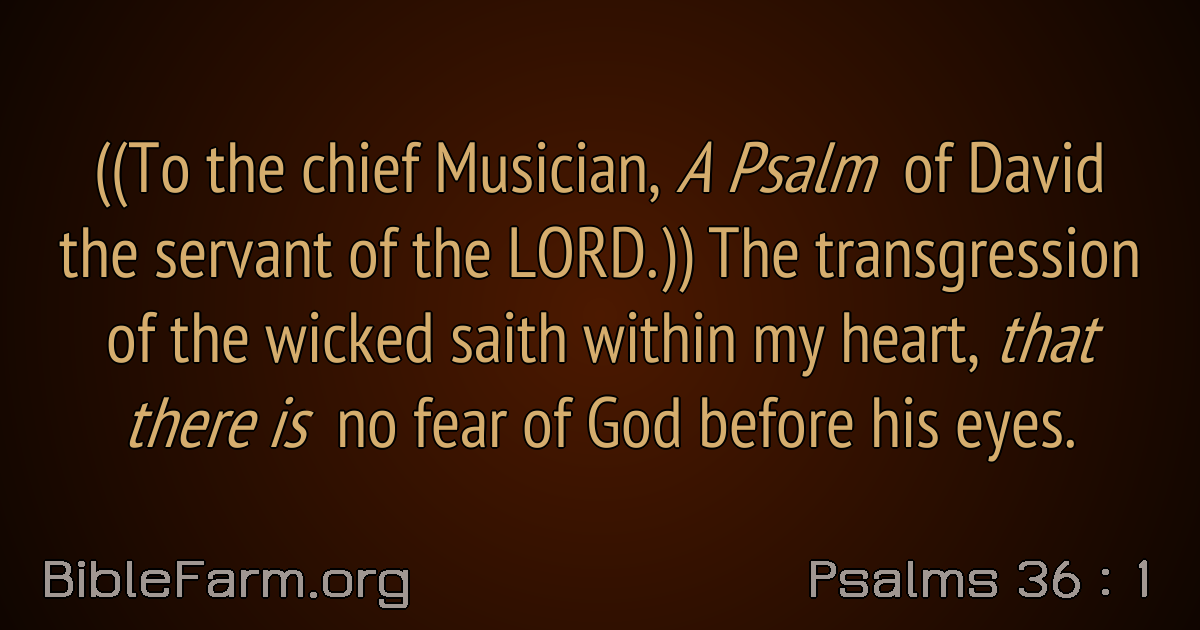 ((To the chief Musician, A Psalm of David
the servant of the LORD.)) The transgression
of the wicked saith within my heart, that
there is no fear of God before his eyes.
BibleFarm.org
Psalms 36 : 1